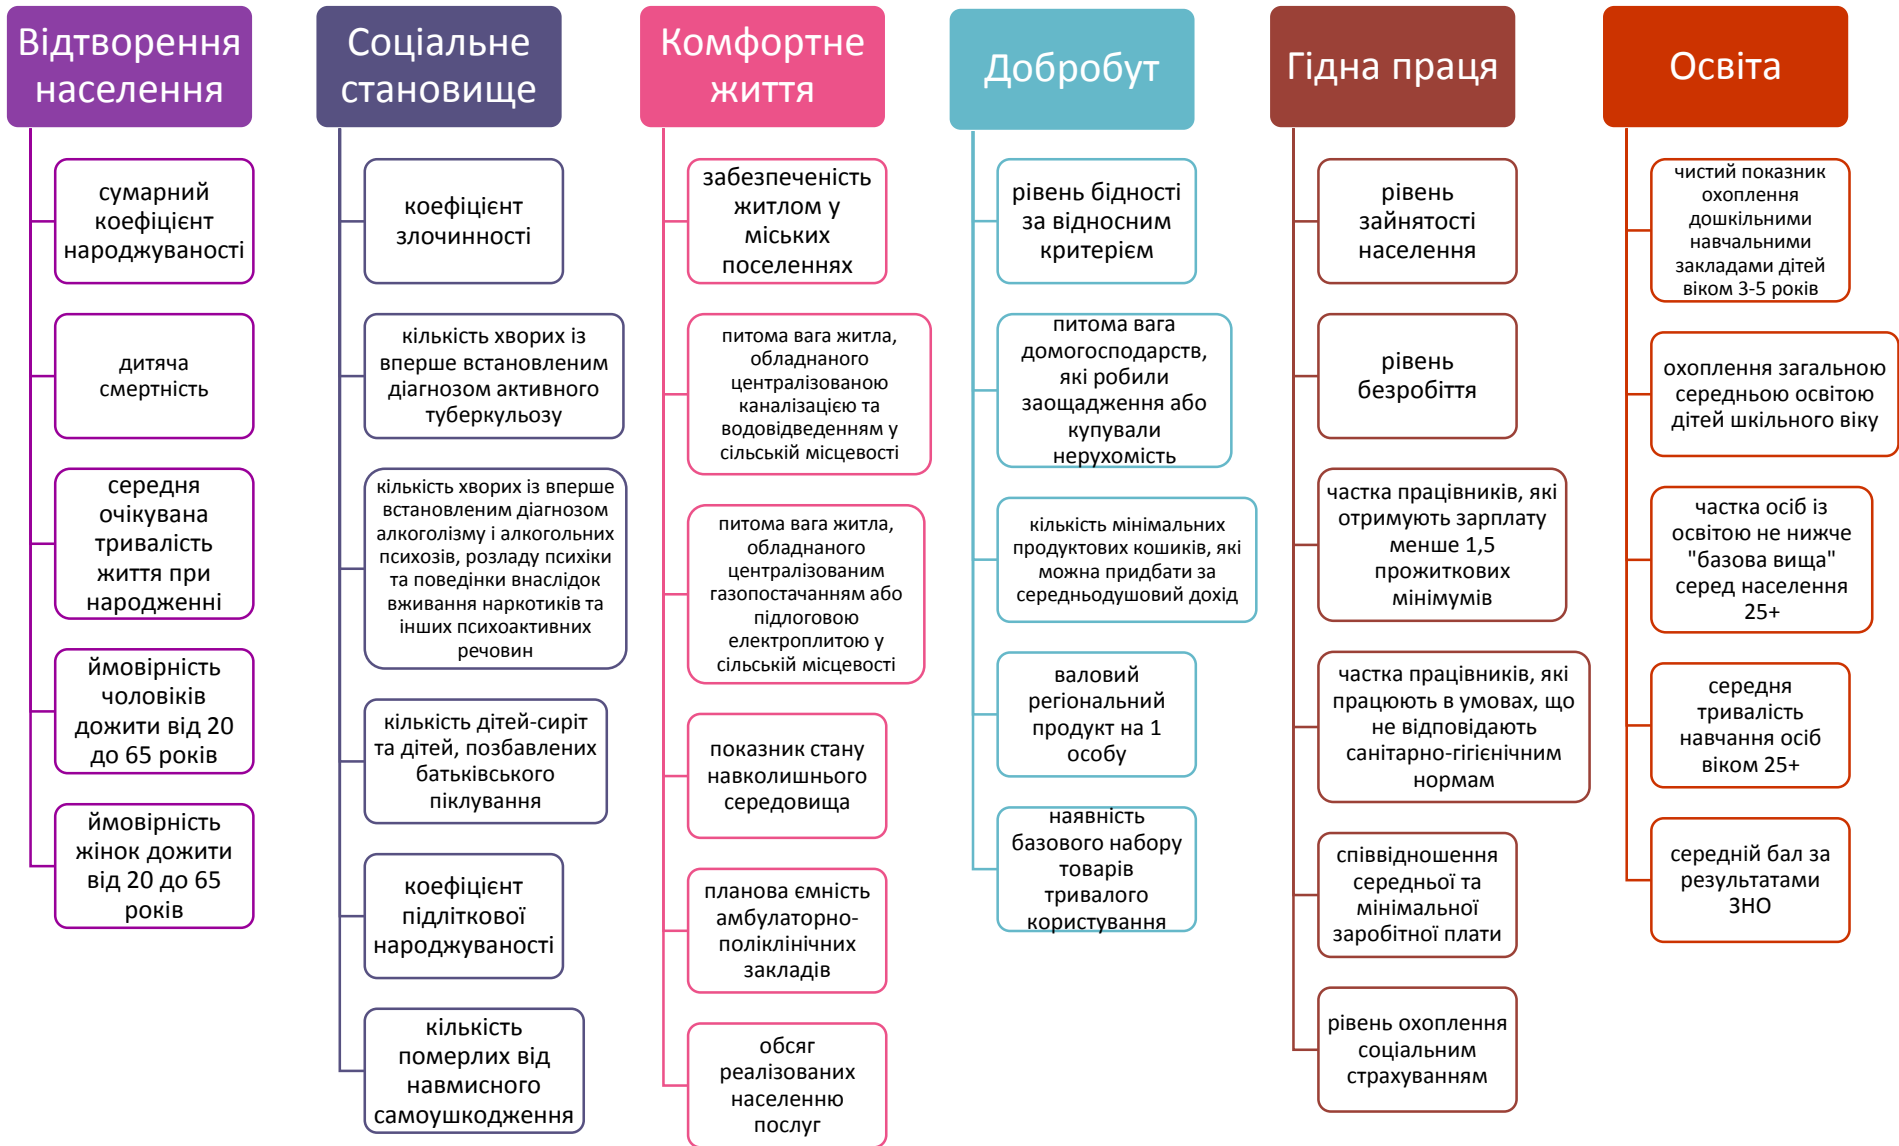 Відтворення
населення
сумарний
коефіцієнт
народжуваності
дитяча
смертність
середня
очікувана
тривалість
життя при
народженні
ймовірність
чоловіків
дожити від 20
до 65 років
ймовірність
жінок дожити
від 20 до 65
років
Соціальне
становище
коефіцієнт
злочинності
кількість хворих із
вперше встановленим
діагнозом активного
туберкульозу
кількість хворих із вперше
встановленим діагнозом
алкоголізму і алкогольних
психозів, розладу психіки
та поведінки внаслідок
вживання наркотиків та
інших психоактивних
речовин
кількість дітей-сиріт
та дітей, позбавлених
батьківського
піклування
коефіцієнт
підліткової
народжуваності
кількість
померлих від
навмисного
самоушкодження
Комфортне
життя
забезпеченість
житлом у
міських
поселеннях
питома вага житла,
обладнаного
централізованою
каналізацією та
водовідведенням у
сільській місцевості
питома вага житла,
обладнаного
централізованим
газопостачанням або
підлоговою
електроплитою у
сільській місцевості
показник стану
навколишнього
середовища
планова ємність
амбулаторно-
поліклінічних
закладів
обсяг
реалізованих
населенню
послуг
Добробут
рівень бідності
за відносним
критерієм
питома вага
домогосподарств,
які робили
заощадження або
купували
нерухомість
кількість мінімальних
продуктових кошиків, які
можна придбати за
середньодушовий дохід
валовий
регіональний
продукт на 1
особу
наявність
базового набору
товарів
тривалого
користування
Гідна праця
рівень
зайнятості
населення
рівень
безробіття
частка працівників, які
отримують зарплату
менше 1,5
прожиткових
мінімумів
частка працівників, які
працюють в умовах, що
не відповідають
санітарно-гігієнічним
нормам
співвідношення
середньої та
мінімальної
заробітної плати
рівень охоплення
соціальним
страхуванням
Освіта
чистий показник
охоплення
дошкільними
навчальними
закладами дітей
віком 3-5 років
охоплення загальною
середньою освітою
дітей шкільного віку
частка осіб із
освітою не нижче
"базова вища"
серед населення
25+
середня
тривалість
навчання осіб
віком 25+
середній бал за
результатами
ЗНО